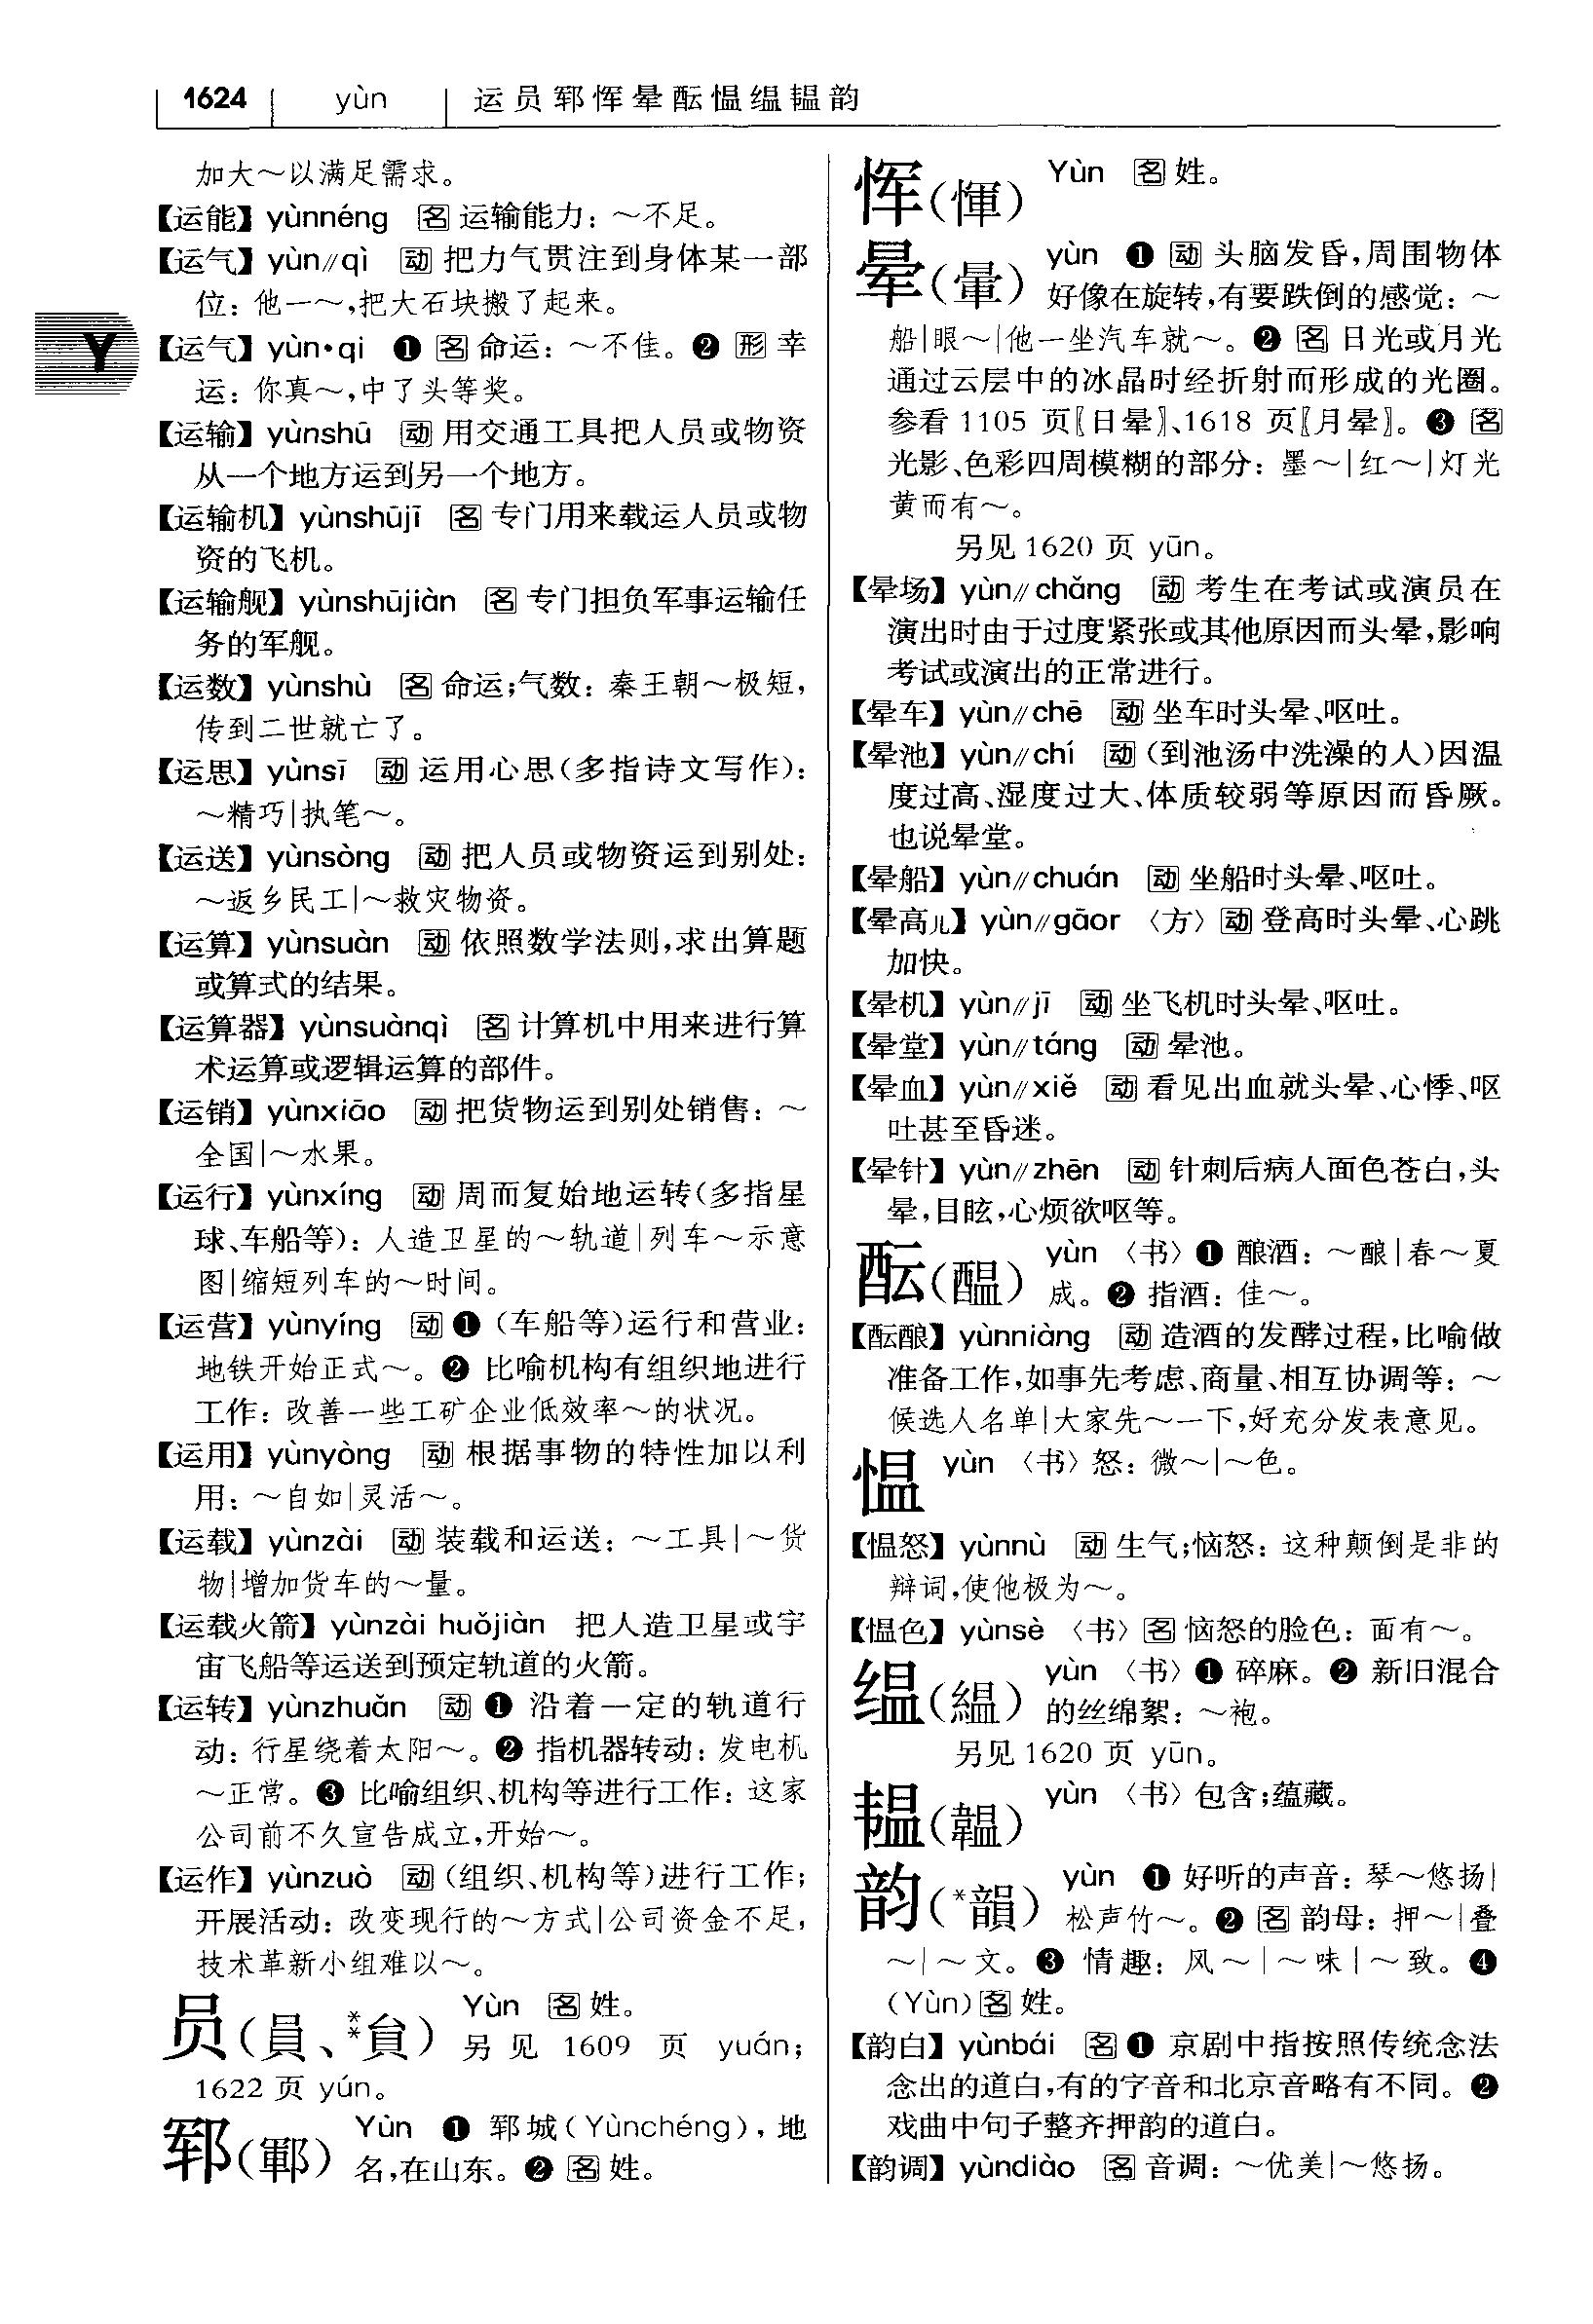 1624 yùn 运员郓恽晕酝愠缊韫韵
加大～以满足需求。
【运能】yùnnéng 名 运输能力：～不足。
【运气】yùn∥qì 动 把力气贯注到身体某一部
位：他一～，把大石块搬了起来。
Y
【运气】yùn•qi ❶ 名 命运：～不佳。❷ 形 幸
运：你真～，中了头等奖。
【运输】yùnshū 动 用交通工具把人员或物资
从一个地方运到另一个地方。
【运输机】yùnshūjī 名 专门用来载运人员或物
资的飞机。
【运输舰】yùnshūjiàn 名 专门担负军事运输任
务的军舰。
【运数】yùnshù 名 命运；气数：秦王朝～极短，
传到二世就亡了。
【运思】yùnsī 动 运用心思（多指诗文写作）：
～精巧｜执笔～。
【运送】yùnsòng 动 把人员或物资运到别处：
～返乡民工｜～救灾物资。
【运算】yùnsuàn 动 依照数学法则，求出算题
或算式的结果。
【运算器】yùnsuànqì 名 计算机中用来进行算
术运算或逻辑运算的部件。
【运销】yùnxiāo 动 把货物运到别处销售：～
全国｜～水果。
【运行】yùnxíng 动 周而复始地运转（多指星
球、车船等）：人造卫星的～轨道｜列车～示意
图｜缩短列车的～时间。
【运营】yùnyíng 动 ❶（车船等）运行和营业：
地铁开始正式～。❷ 比喻机构有组织地进行
工作：改善一些工矿企业低效率～的状况。
【运用】yùnyòng 动 根据事物的特性加以利
用：～自如｜灵活～。
【运载】yùnzài 动 装载和运送：～工具｜～货
物｜增加货车的～量。
【运载火箭】yùnzài huǒjiàn 把人造卫星或宇
宙飞船等运送到预定轨道的火箭。
【运转】yùnzhuǎn 动 ❶ 沿着一定的轨道行
动：行星绕着太阳～。❷ 指机器转动：发电机
～正常。❸ 比喻组织、机构等进行工作：这家
公司前不久宣告成立，开始～。
【运作】yùnzuò 动（组织、机构等）进行工作；
开展活动：改变现行的～方式｜公司资金不足，
技术革新小组难以～。
员（員、**貟） Yùn 名 姓。
另见 1609 页 yuán；
1622 页 yún。
郓（鄆） Yùn ❶ 郓城（Yùnchéng），地
名，在山东。❷ 名 姓。
恽（惲） Yùn 名 姓。
晕（暈） yùn ❶ 动 头脑发昏，周围物体
好像在旋转，有要跌倒的感觉：～
船｜眼～｜他一坐汽车就～。❷ 名 日光或月光
通过云层中的冰晶时经折射而形成的光圈。
参看 1105 页〖日晕〗、1618 页〖月晕〗。❸ 名
光影、色彩四周模糊的部分：墨～｜红～｜灯光
黄而有～。
另见 1620 页 yūn。
【晕场】yùn∥chǎng 动 考生在考试或演员在
演出时由于过度紧张或其他原因而头晕，影响
考试或演出的正常进行。
【晕车】yùn∥chē 动 坐车时头晕、呕吐。
【晕池】yùn∥chí 动（到池汤中洗澡的人）因温
度过高、湿度过大、体质较弱等原因而昏厥。
也说晕堂。
【晕船】yùn∥chuán 动 坐船时头晕、呕吐。
【晕高儿】yùn∥gāor 〈方〉动 登高时头晕、心跳
加快。
【晕机】yùn∥jī 动 坐飞机时头晕、呕吐。
【晕堂】yùn∥táng 动 晕池。
【晕血】yùn∥xiě 动 看见出血就头晕、心悸、呕
吐甚至昏迷。
【晕针】yùn∥zhēn 动 针刺后病人面色苍白，头
晕，目眩，心烦欲呕等。
酝（醞） yùn 〈书〉❶ 酿酒：～酿｜春～夏
成。❷ 指酒：佳～。
【酝酿】yùnniàng 动 造酒的发酵过程，比喻做
准备工作，如事先考虑、商量、相互协调等：～
候选人名单｜大家先～一下，好充分发表意见。
愠 yùn 〈书〉怒：微～｜～色。
【愠怒】yùnnù 动 生气；恼怒：这种颠倒是非的
辩词，使他极为～。
【愠色】yùnsè 〈书〉名 恼怒的脸色：面有～。
缊（緼） yùn 〈书〉❶ 碎麻。❷ 新旧混合
的丝绵絮：～袍。
另见 1620 页 yūn。
韫（韞） yùn 〈书〉包含；蕴藏。
韵（*韻） yùn ❶ 好听的声音：琴～悠扬｜
松声竹～。❷ 名 韵母：押～｜叠
～｜～文。❸ 情趣：风～｜～味｜～致。❹
（Yùn）名 姓。
【韵白】yùnbái 名 ❶ 京剧中指按照传统念法
念出的道白，有的字音和北京音略有不同。❷
戏曲中句子整齐押韵的道白。
【韵调】yùndiào 名 音调：～优美｜～悠扬。